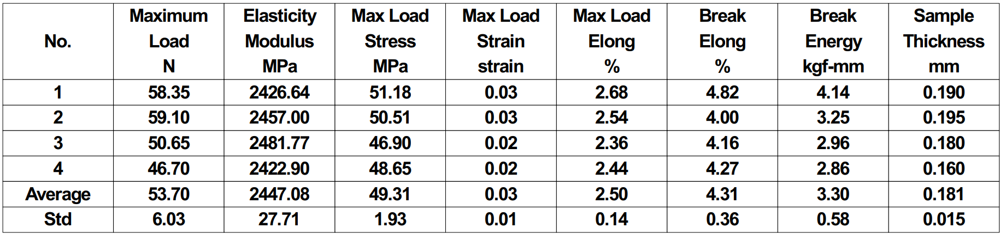 No. Maximum Load N Elasticity Modulus MPa Max Load Stress MPa Max Load Strain strain Max Load Elong % Break Elong % Break Energy kgf-mm Sample Thickness mm
1 58.35 2426.64 51.18 0.03 2.68 4.82 4.14 0.190
2 59.10 2457.00 50.51 0.03 2.54 4.00 3.25 0.195
3 50.65 2481.77 46.90 0.02 2.36 4.16 2.96 0.180
4 46.70 2422.90 48.65 0.02 2.44 4.27 2.86 0.160
Average 53.70 2447.08 49.31 0.03 2.50 4.31 3.30 0.181
Std 6.03 27.71 1.93 0.01 0.14 0.36 0.58 0.015